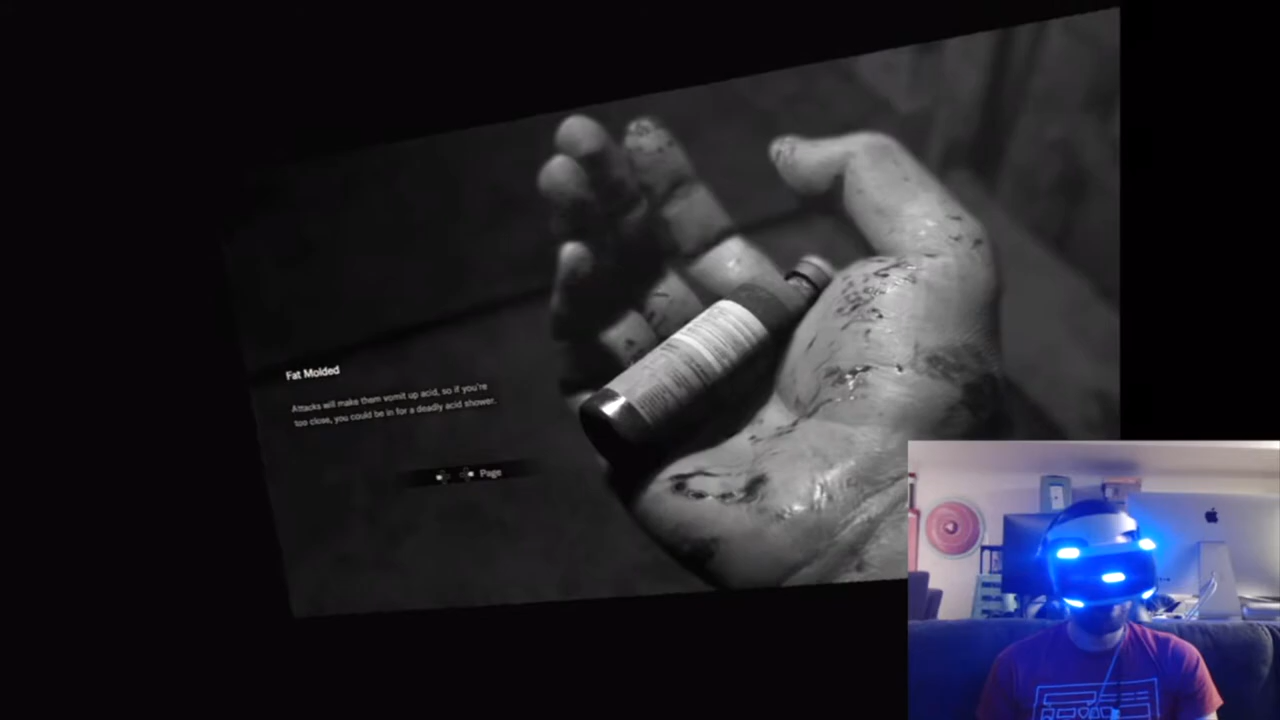 Fat Molded
Attacks will make them vomit up acid, so if you're
too close, you could be in for a deadly acid shower.
Page